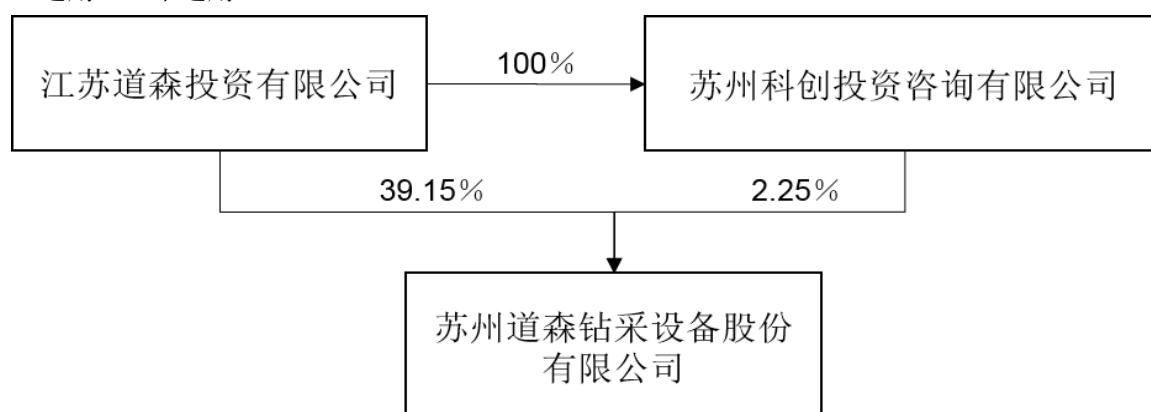 江苏道森投资有限公司
100%
苏州科创投资咨询有限公司
39.15%
2.25%
苏州道森钻采设备股份
有限公司